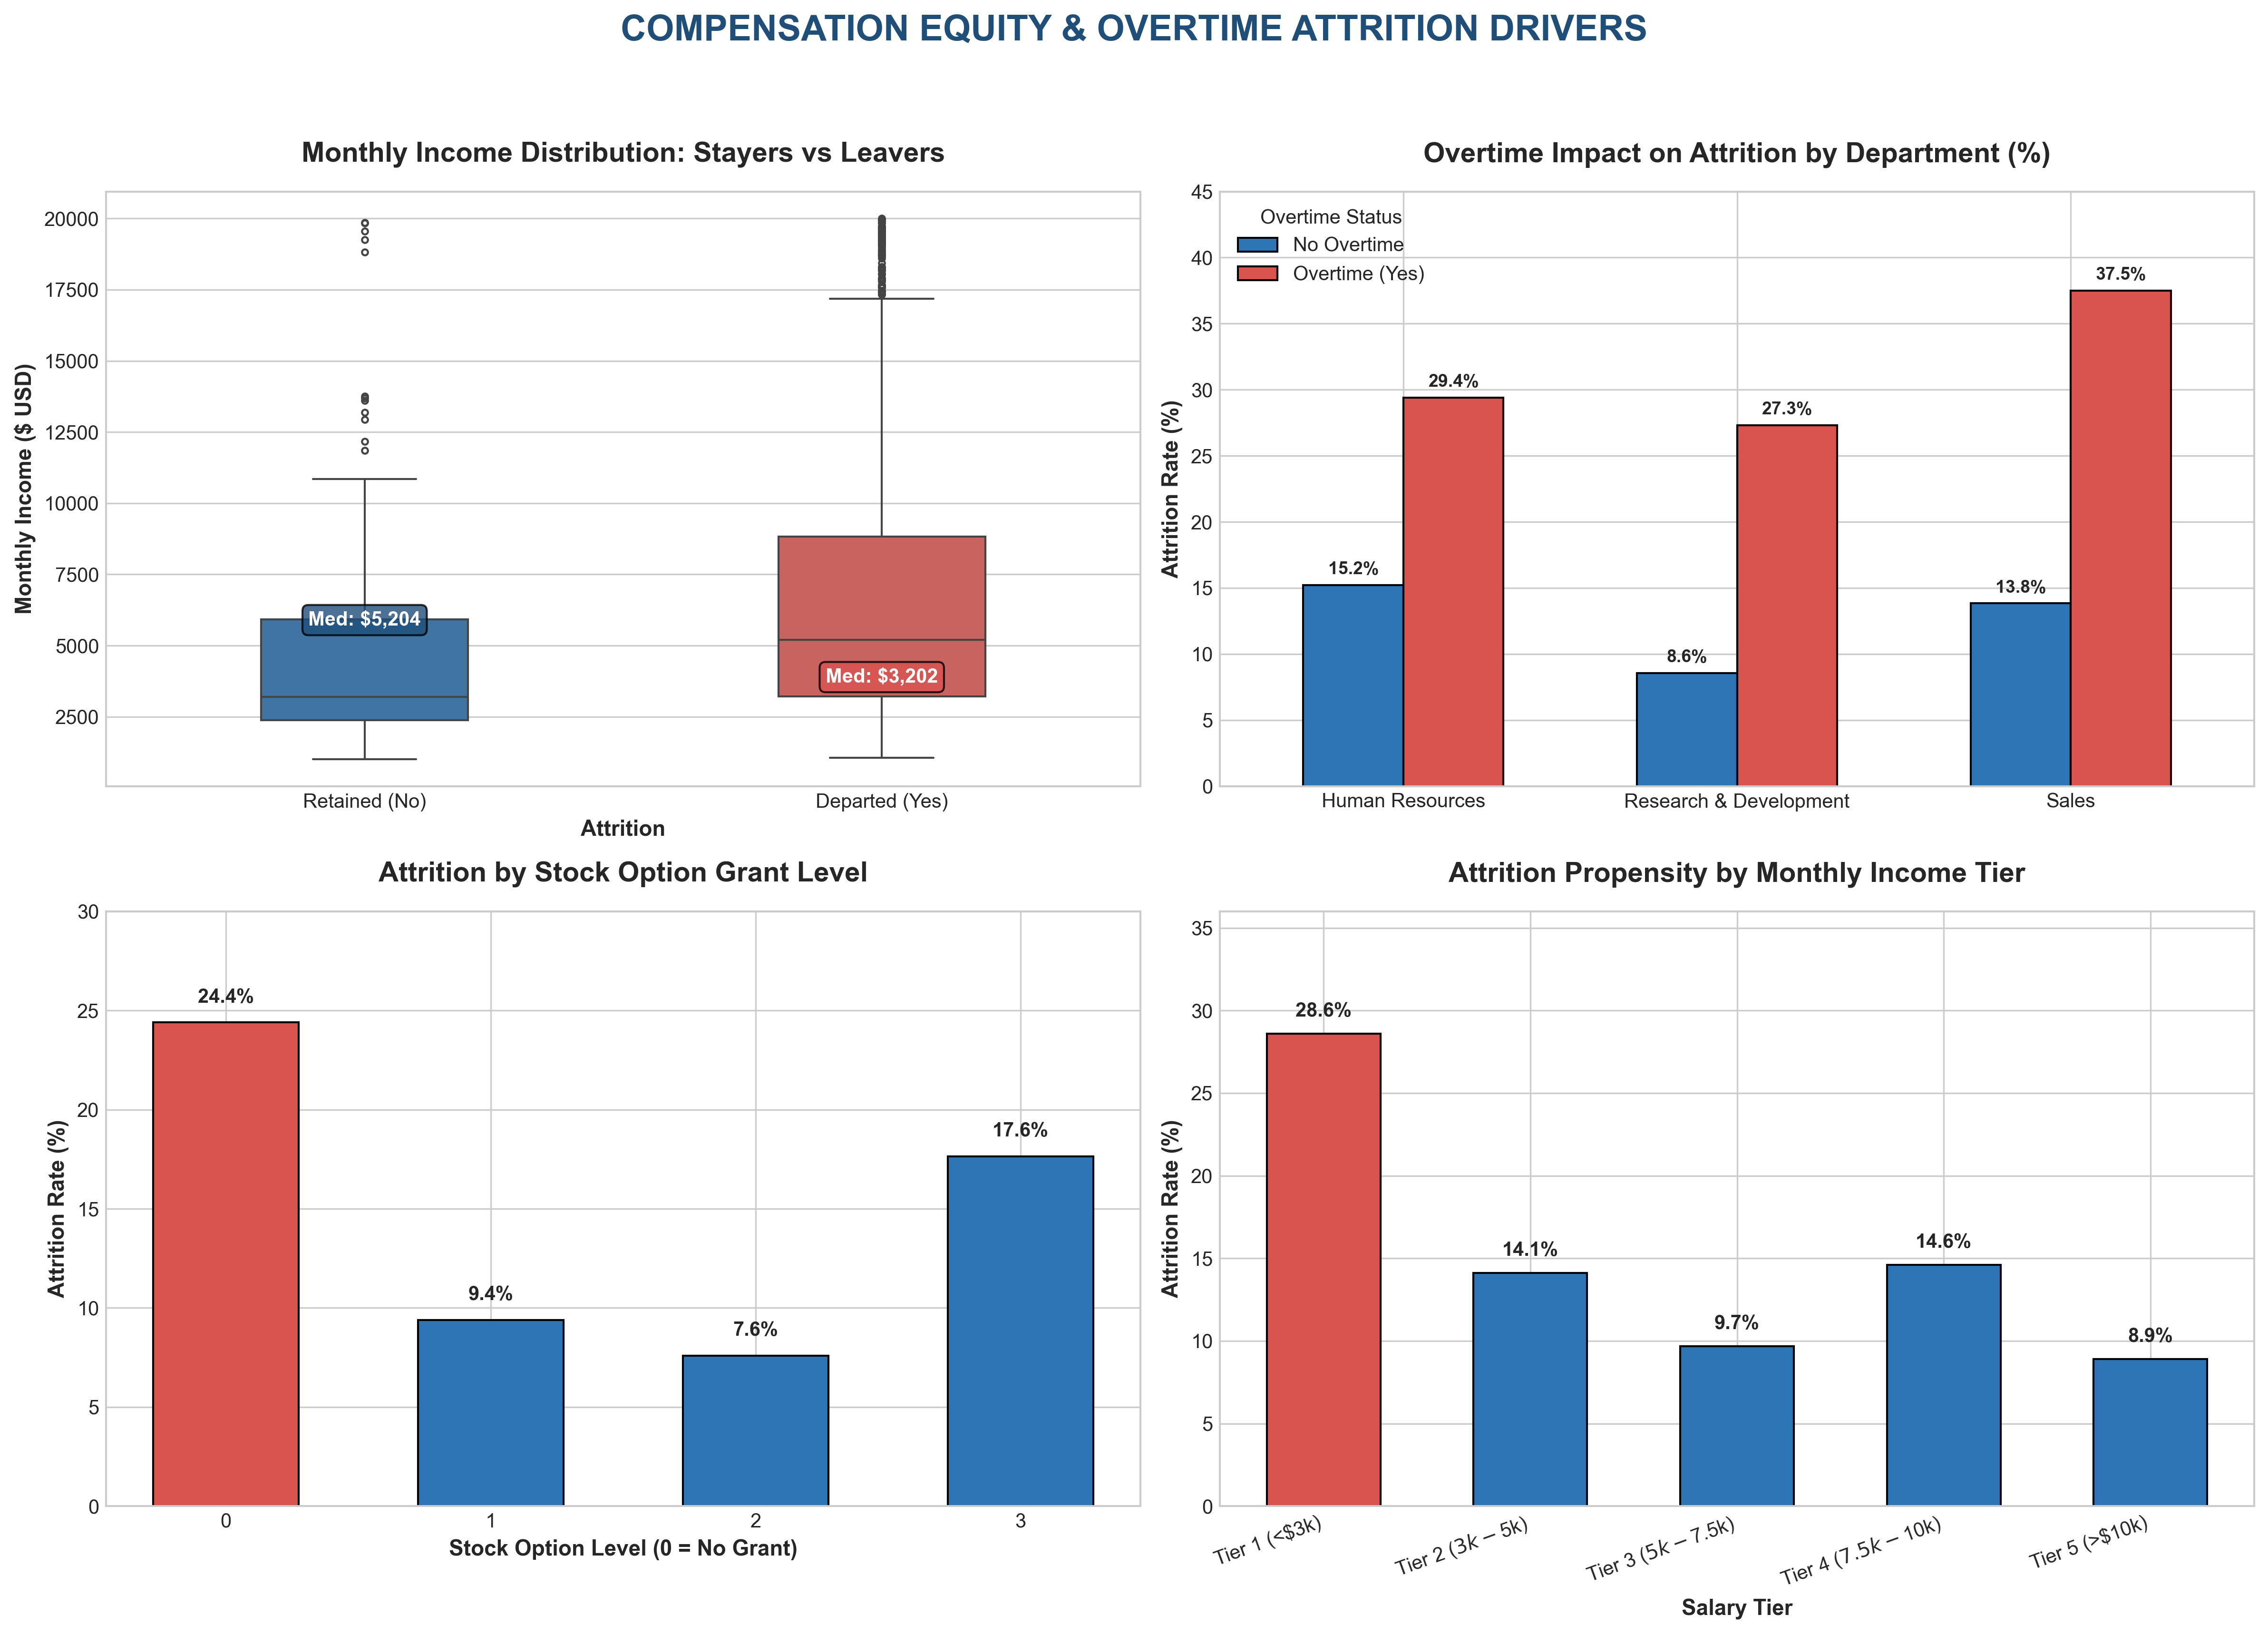 COMPENSATION EQUITY & OVERTIME ATTRITION DRIVERS
Monthly Income Distribution: Stayers vs Leavers
Monthly Income ($ USD)
20000
17500
15000
12500
10000
7500
5000
2500
Med: $5,204
Med: $3,202
Retained (No)
Departed (Yes)
Attrition
Overtime Impact on Attrition by Department (%)
Attrition Rate (%)
45
40
35
30
25
20
15
10
5
0
Overtime Status
No Overtime
Overtime (Yes)
15.2%
29.4%
8.6%
27.3%
13.8%
37.5%
Human Resources
Research & Development
Sales
Attrition by Stock Option Grant Level
Attrition Rate (%)
30
25
20
15
10
5
0
24.4%
9.4%
7.6%
17.6%
0
1
2
3
Stock Option Level (0 = No Grant)
Attrition Propensity by Monthly Income Tier
Attrition Rate (%)
35
30
25
20
15
10
5
0
28.6%
14.1%
9.7%
14.6%
8.9%
Tier 1 (<$3k)
Tier 2 (3k – 5k)
Tier 3 (5k – 7.5k)
Tier 4 (7.5k – 10k)
Tier 5 (>$10k)
Salary Tier